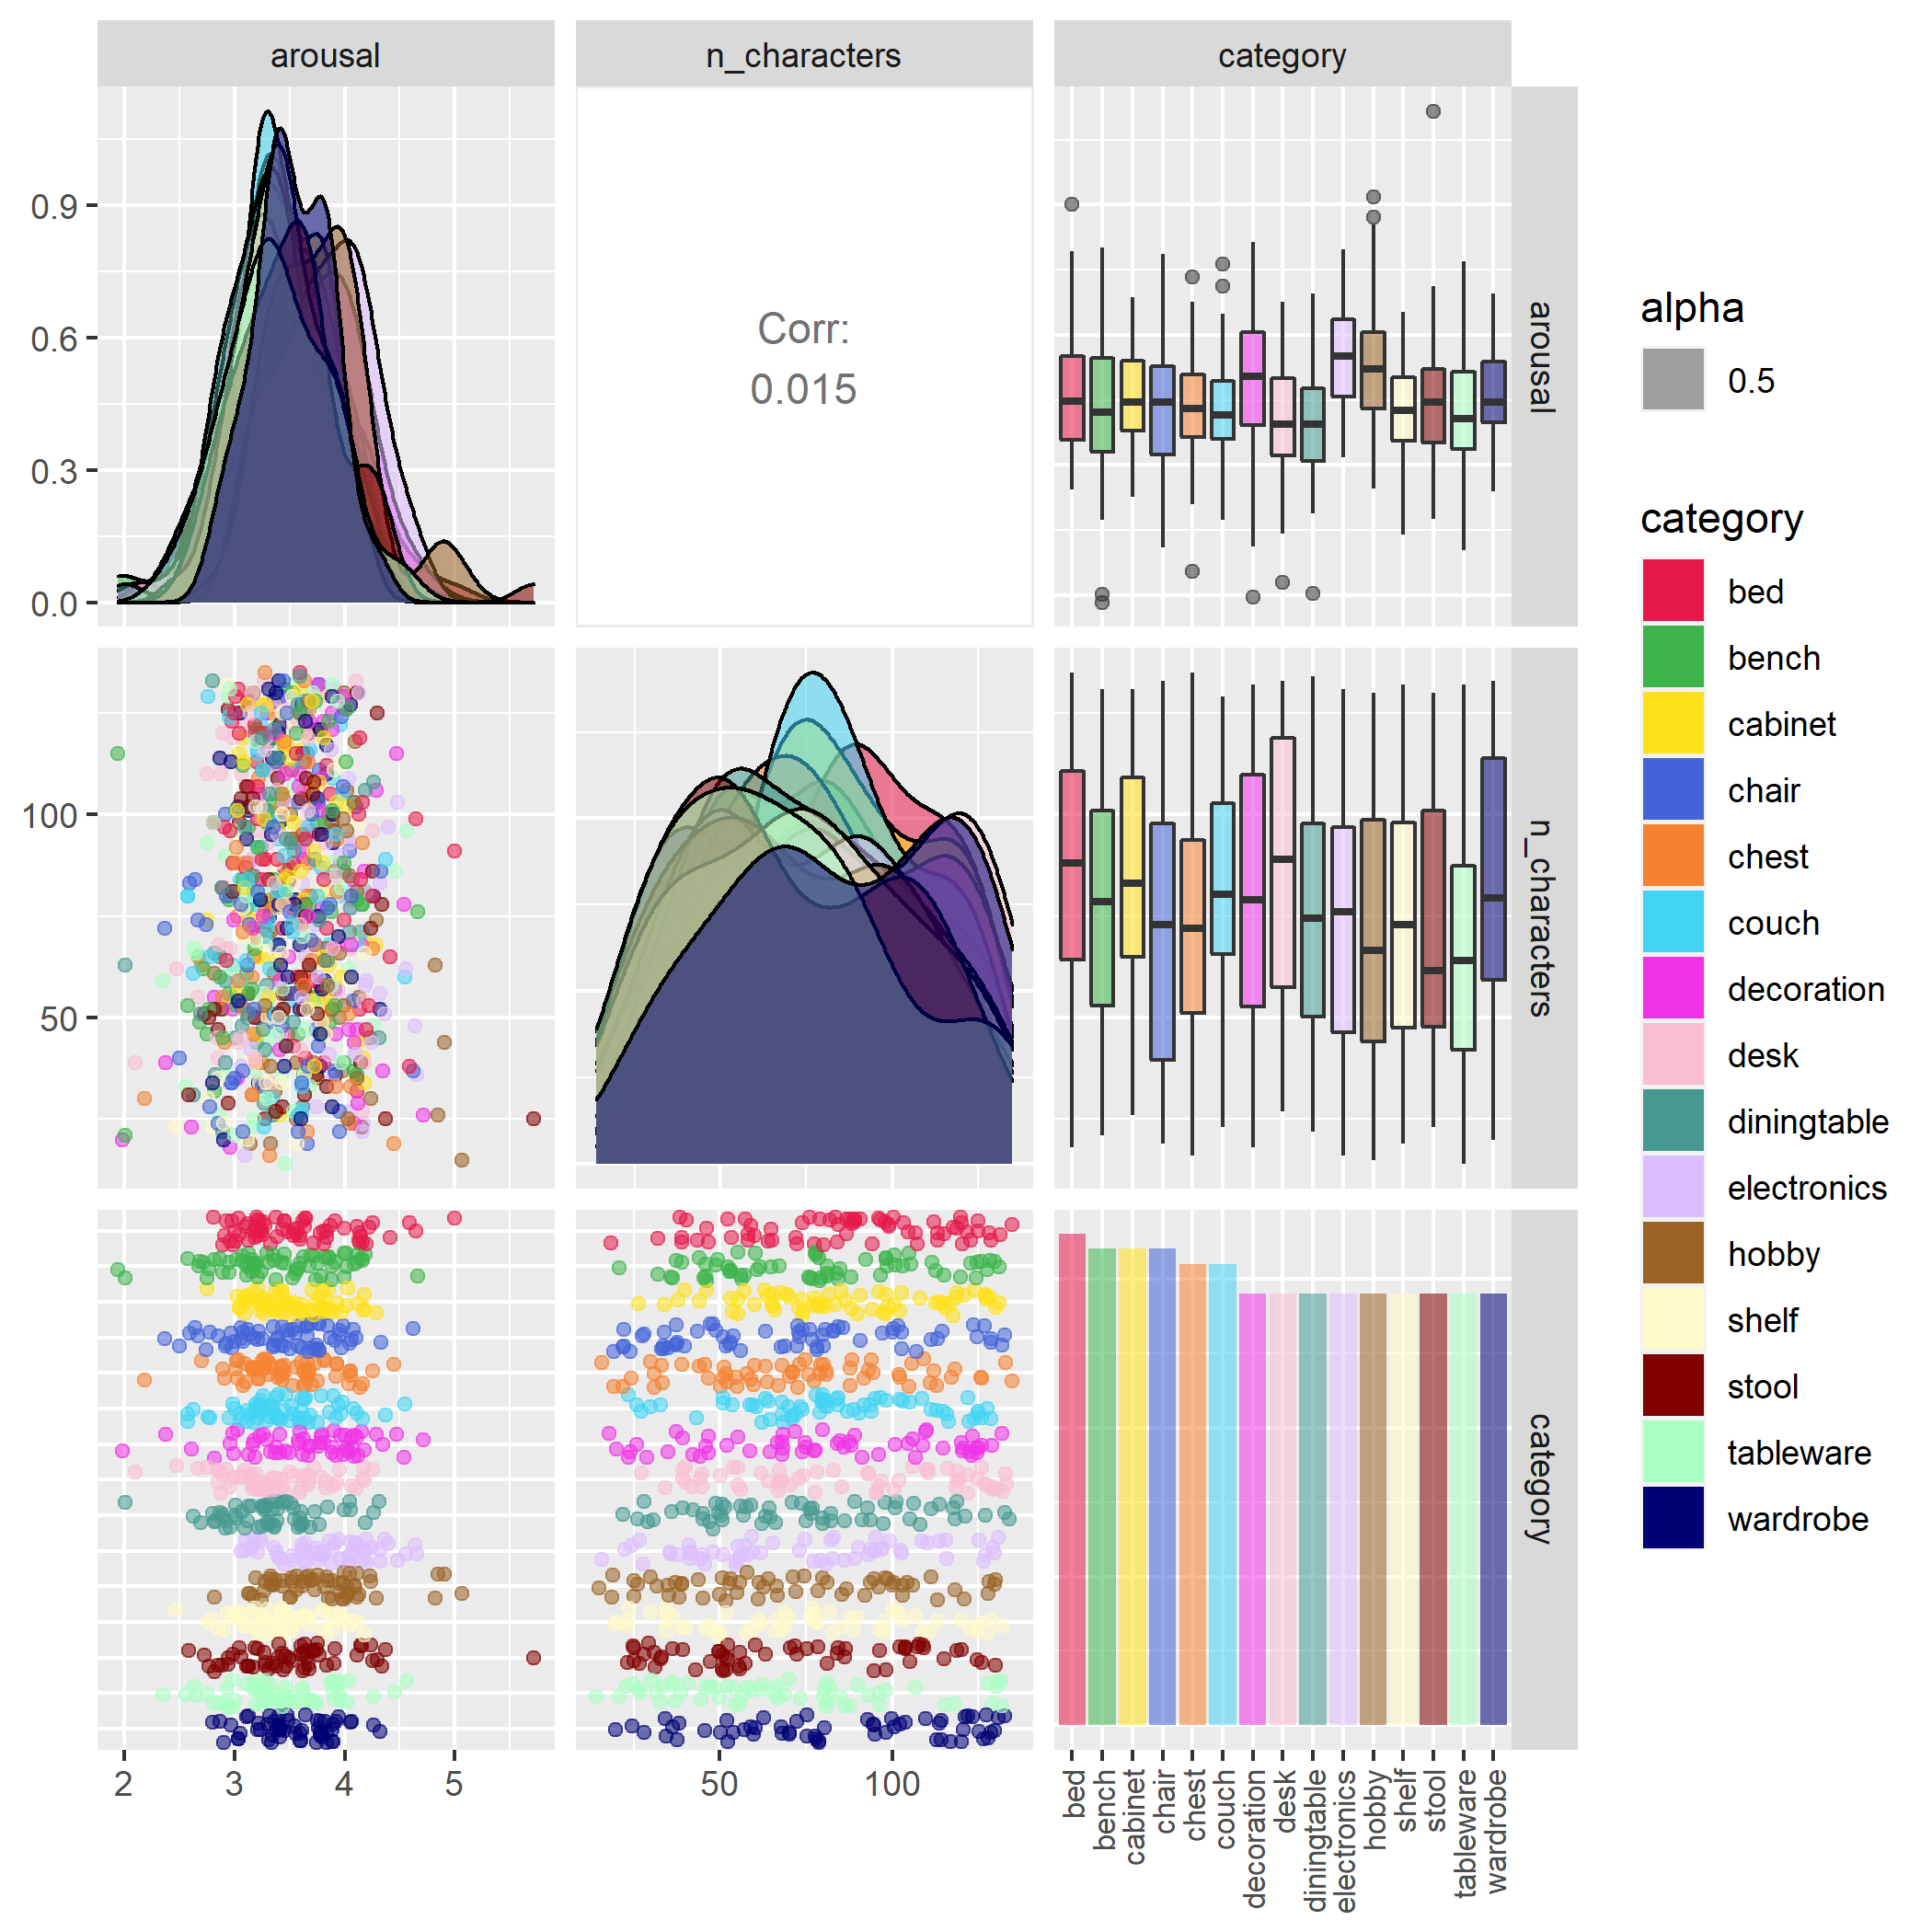 arousal
n_characters
category
0.9
0.6
0.3
0.0
Corr:
0.015
arousal
100
50
n_characters
category
2
3
4
5
50
100
bed
bench
cabinet
chair
chest
couch
decoration
desk
diningtable
electronics
hobby
shelf
stool
tableware
wardrobe
alpha
0.5
category
bed
bench
cabinet
chair
chest
couch
decoration
desk
diningtable
electronics
hobby
shelf
stool
tableware
wardrobe